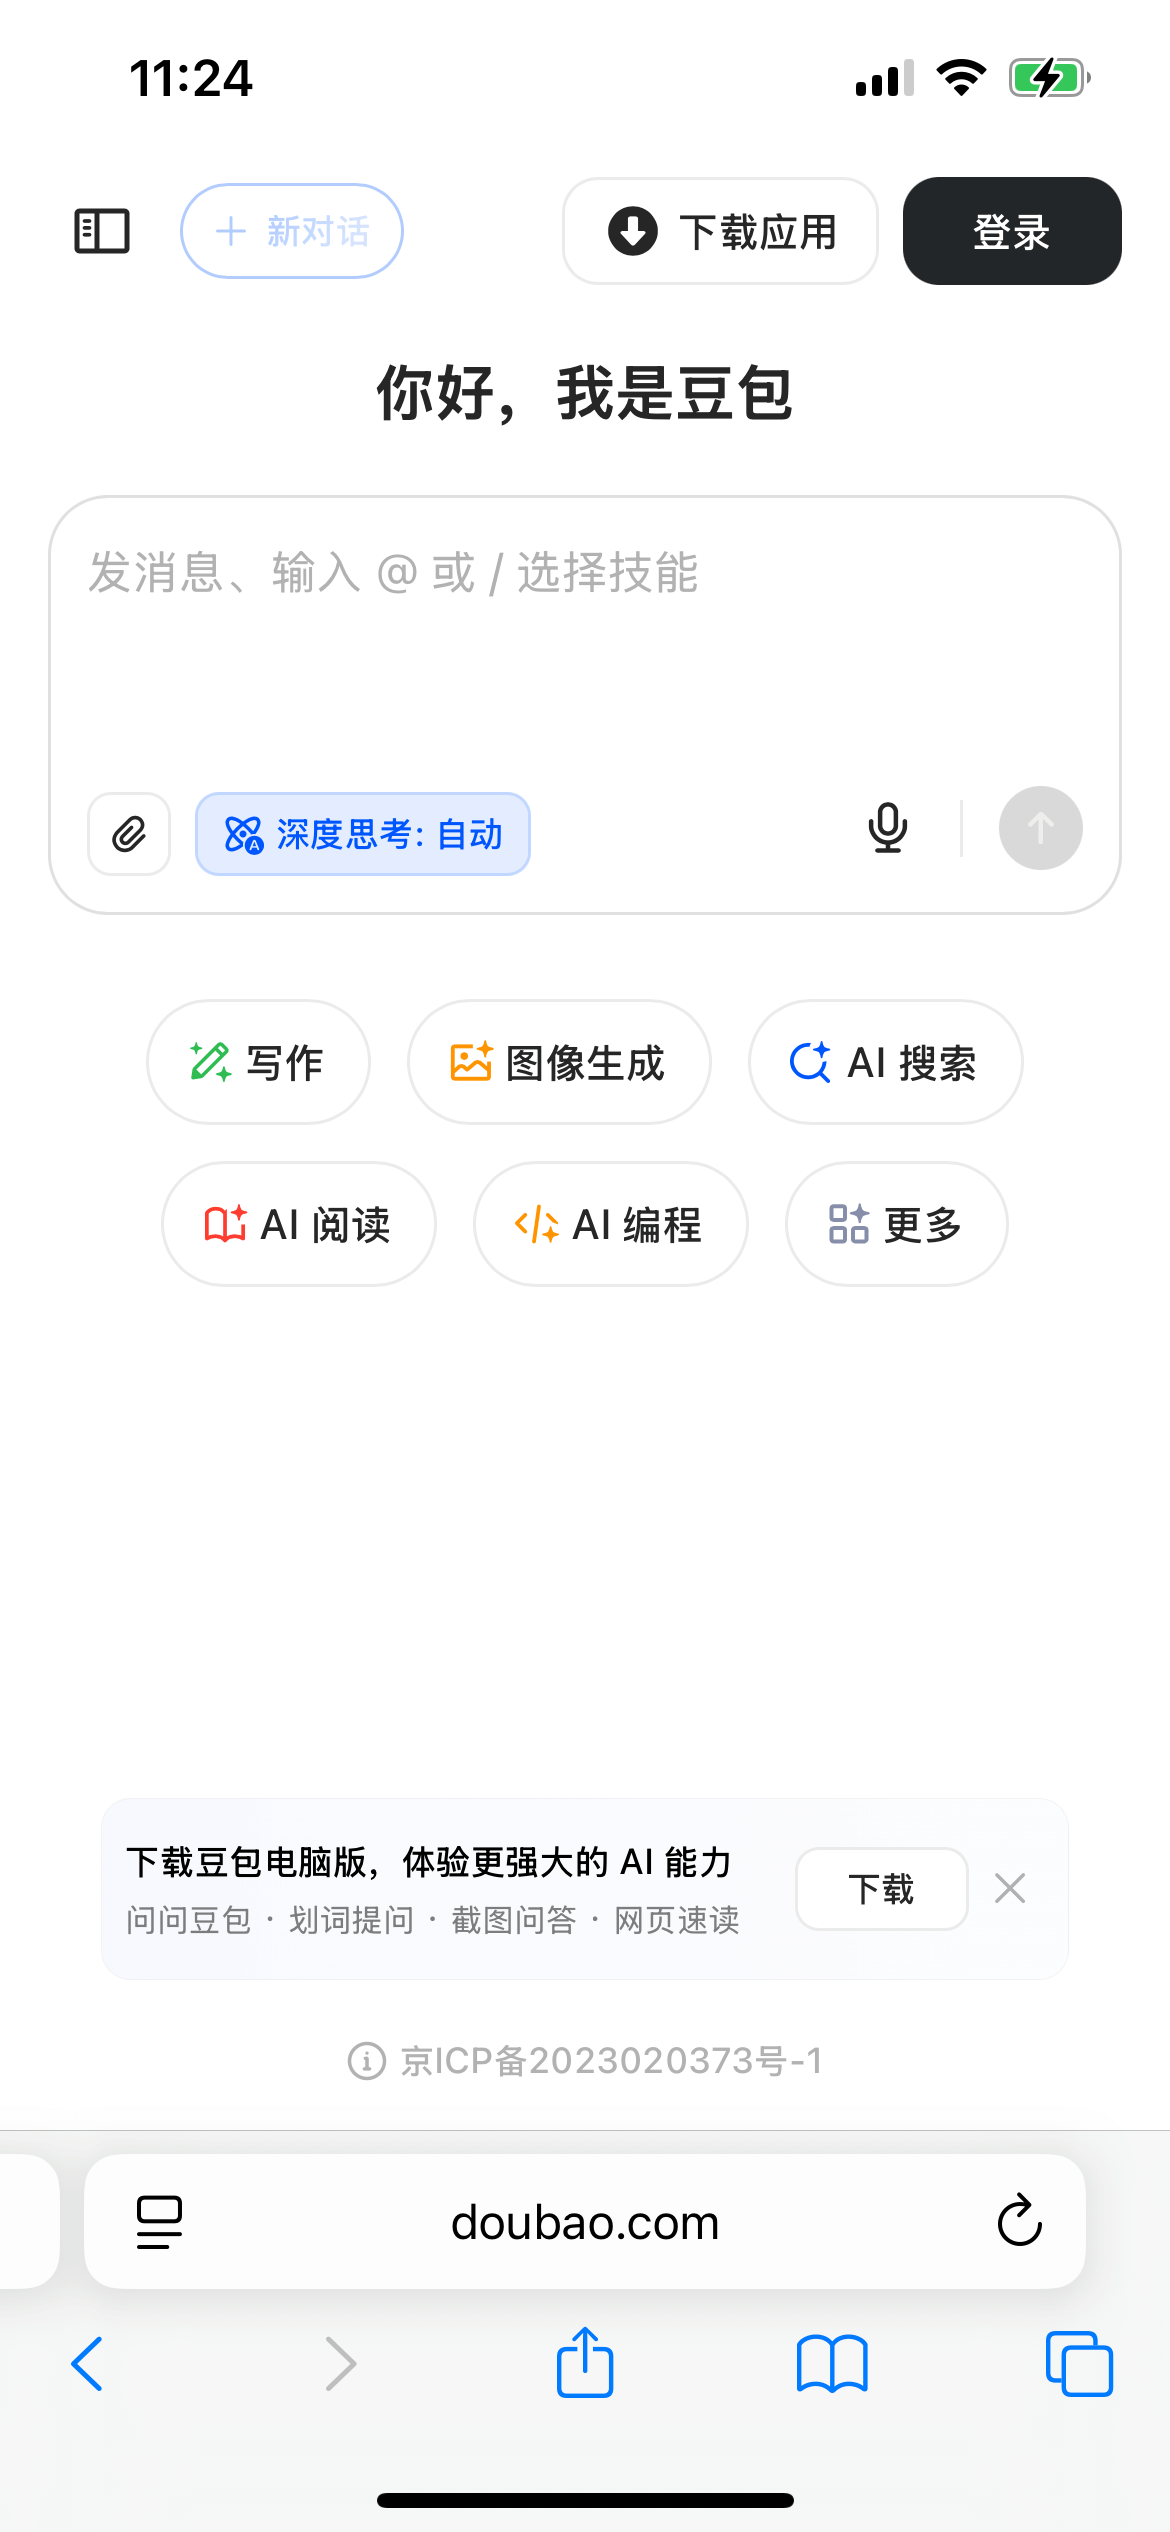 11:24
新对话
下载应用
登录
你好，我是豆包
发消息、输入 @ 或 / 选择技能
深度思考: 自动
写作
图像生成
AI 搜索
AI 阅读
AI 编程
更多
下载豆包电脑版，体验更强大的 AI 能力
问问豆包 · 划词提问 · 截图问答 · 网页速读
下载
京ICP备2023020373号-1
doubao.com